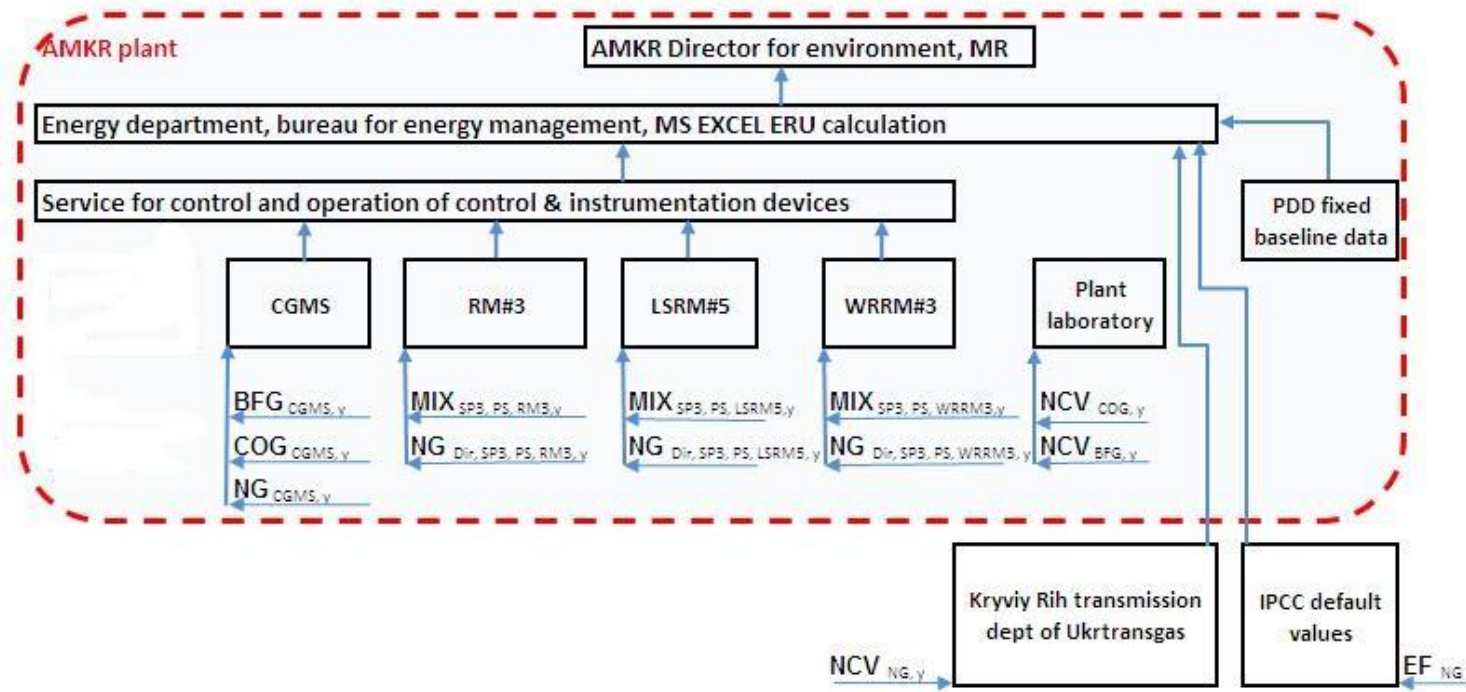 AMKR plant
AMKR Director for environment, MR
Energy department, bureau for energy management, MS EXCEL ERU calculation
Service for control and operation of control & instrumentation devices
PDD fixed
baseline data
CGMS
RM#3
LSRM#5
WRRM#3
Plant
laboratory
BFG CGMS, y
COG CGMS, y
NG CGMS, y
MIX SP3, PS, RM3,y
NG Dir, SP3, PS, RM3, y
MIX SP3, PS, LSRM5,y
NG Dir, SP3, PS, LSRM5, y
MIX SP3, PS, WRRM3,y
NG Dir, SP3, PS, WRRM3, y
NCV COG, y
NCV BFG, y
Kryviy Rih transmission
dept of Ukrtransgas
IPCC default
values
NCV NG, y
EF NG